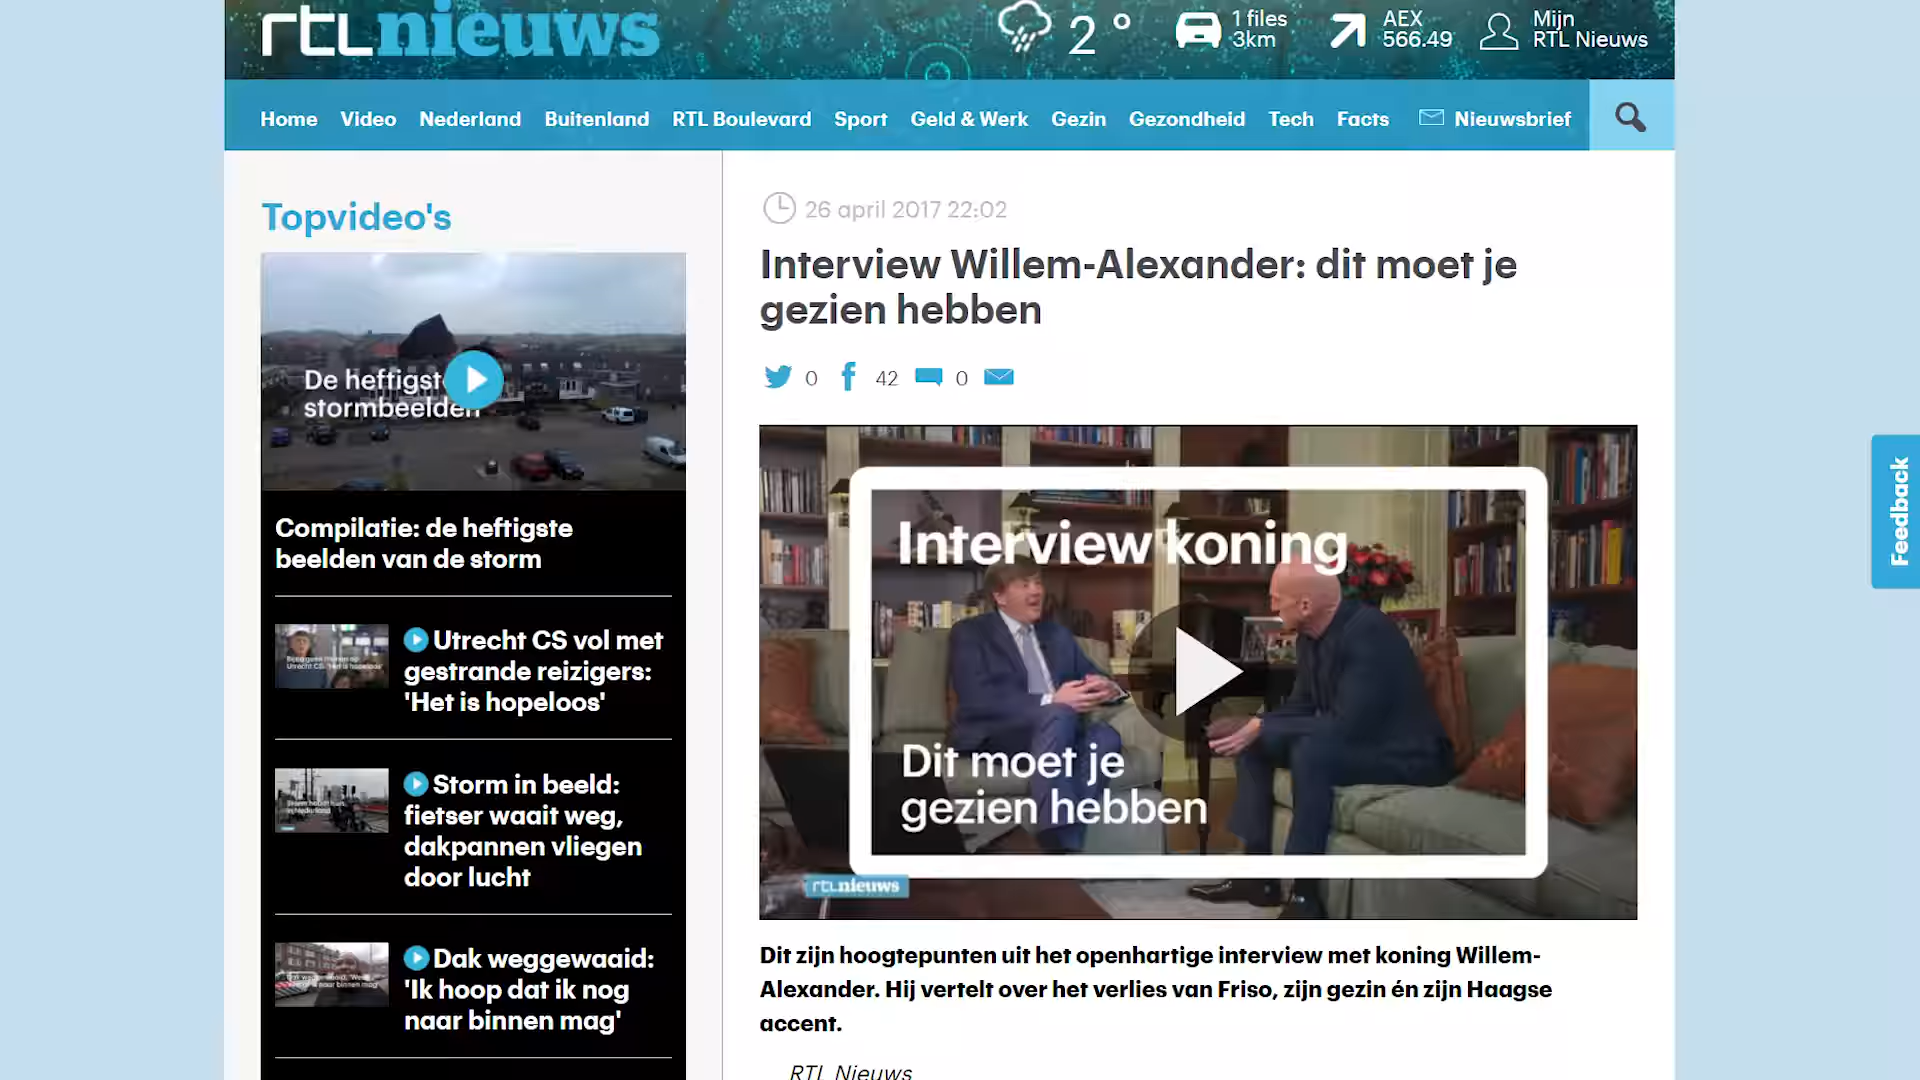 rtlnieuws
2°
1 files
3km
AEX
566.49
Mijn
RTL Nieuws
Home Video Nederland Buitenland RTL Boulevard Sport Geld & Werk Gezin Gezondheid Tech Facts Nieuwsbrief
Topvideo's
De heftigst
stormbeelden
Compilatie: de heftigste
beelden van de storm
Utrecht CS vol met
gestrande reizigers:
'Het is hopeloos'
Storm in beeld:
fietser waait weg,
dakpannen vliegen
door lucht
Dak weggewaaid:
'Ik hoop dat ik nog
naar binnen mag'
26 april 2017 22:02
Interview Willem-Alexander: dit moet je
gezien hebben
0 42 0
Interview koning
Dit moet je
gezien hebben
rtlnieuws
Dit zijn hoogtepunten uit het openhartige interview met koning Willem-
Alexander. Hij vertelt over het verlies van Friso, zijn gezin én zijn Haagse
accent.
RTL Nieuws
Feedback